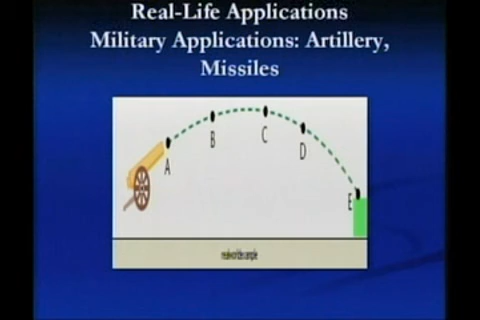 Real-Life Applications
Military Applications: Artillery,
Missiles
A
B
C
D
E